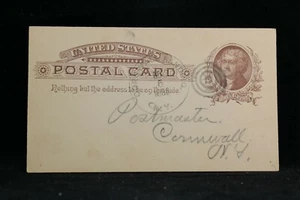 UNITED STATES
POSTAL CARD
Nothing but the address to be on this side.
Postmaster
Cornwall
N.Y.